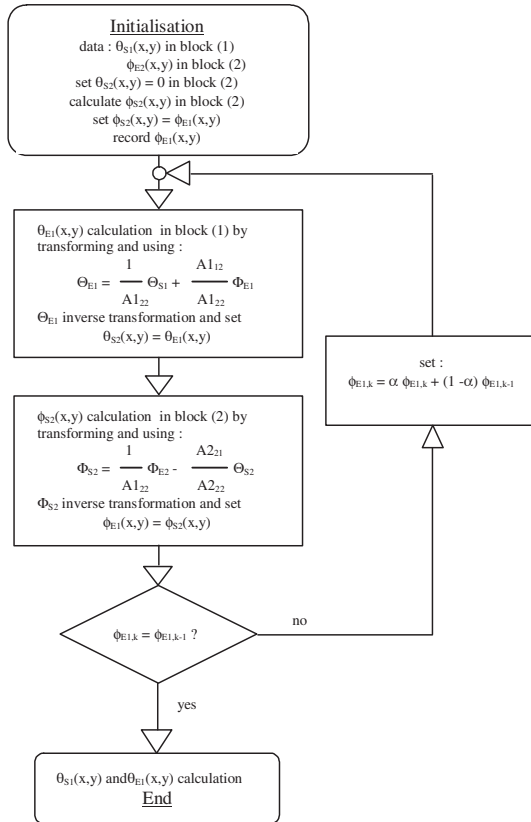 Initialisation
data : θS1(x,y) in block (1)
ϕE2(x,y) in block (2)
set θS2(x,y) = 0 in block (2)
calculate ϕS2(x,y) in block (2)
set ϕS2(x,y) = ϕE1(x,y)
record ϕE1(x,y)
θE1(x,y) calculation in block (1) by
transforming and using :
1 A112
ΘE1 = ΘS1 + ΦE1
A122 A122
ΘE1 inverse transformation and set
θS2(x,y) = θE1(x,y)
set :
ϕE1,k = α ϕE1,k + (1 -α) ϕE1,k-1
ϕS2(x,y) calculation in block (2) by
transforming and using :
1 A221
ΦS2 = ΦE2 - ΘS2
A122 A222
ΦS2 inverse transformation and set
ϕE1(x,y) = ϕS2(x,y)
ϕE1,k = ϕE1,k-1 ?
no
yes
θS1(x,y) andθE1(x,y) calculation
End